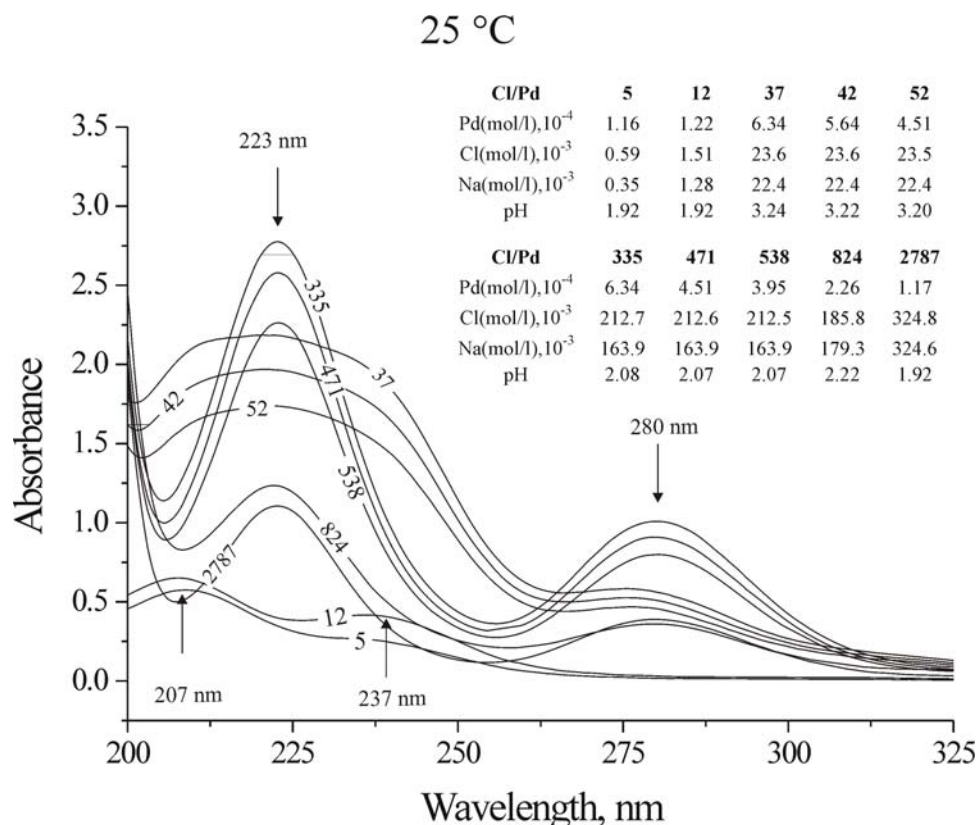 25 °C
Cl/Pd 5 12 37 42 52
Pd(mol/l),10-4 1.16 1.22 6.34 5.64 4.51
Cl(mol/l),10-3 0.59 1.51 23.6 23.6 23.5
Na(mol/l),10-3 0.35 1.28 22.4 22.4 22.4
pH 1.92 1.92 3.24 3.22 3.20
Cl/Pd 335 471 538 824 2787
Pd(mol/l),10-4 6.34 4.51 3.95 2.26 1.17
Cl(mol/l),10-3 212.7 212.6 212.5 185.8 324.8
Na(mol/l),10-3 163.9 163.9 163.9 179.3 324.6
pH 2.08 2.07 2.07 2.22 1.92
3.5
3.0
2.5
2.0
1.5
1.0
0.5
0.0
Absorbance
223 nm
280 nm
207 nm
237 nm
335
471
538
37
42
52
824
2787
12
5
200 225 250 275 300 325
Wavelength, nm